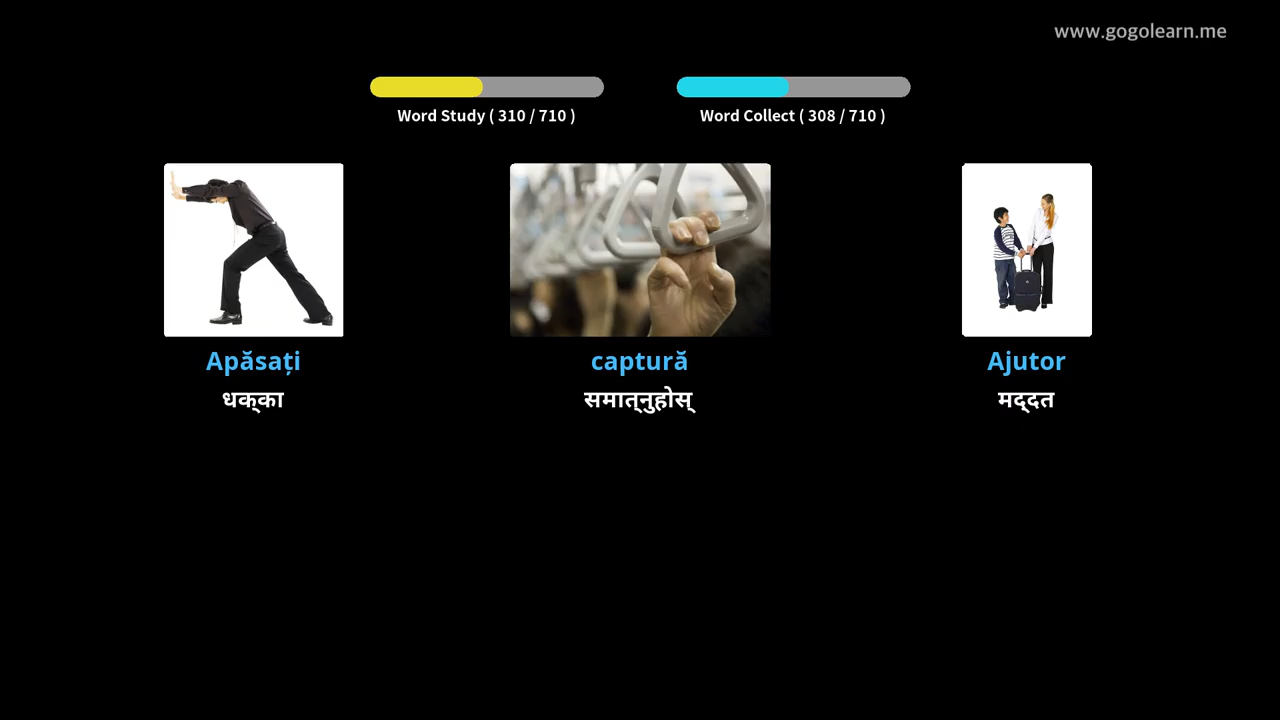 www.gogolearn.me
Word Study ( 310 / 710 )
Word Collect ( 308 / 710 )
Apăsați
captură
Ajutor
धक्का
समात्नुहोस्
मद्दत